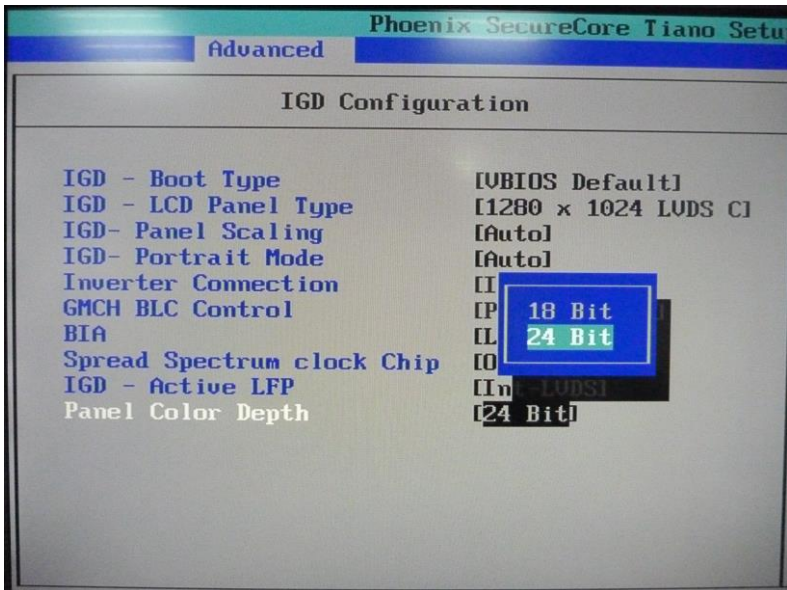 Phoenix SecureCore Tiano Setu
Advanced
IGD Configuration
IGD - Boot Type [VBIOS Default]
IGD - LCD Panel Type [1280 x 1024 LVDS C]
IGD- Panel Scaling [Auto]
IGD- Portrait Mode [Auto]
Inverter Connection [I
GMCH BLC Control [P
18 Bit
BIA [L
24 Bit
Spread Spectrum clock Chip [O
IGD - Active LFP [Int-LVDS]
Panel Color Depth [24 Bit]